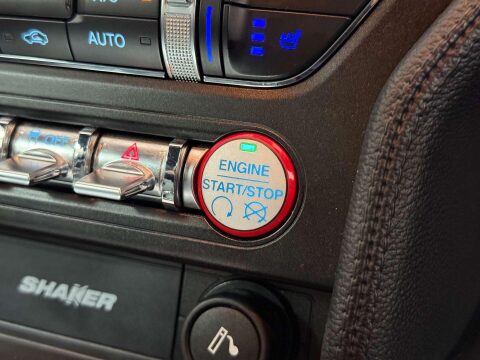 AUTO
OFF
ENGINE
START/STOP
SHAKER